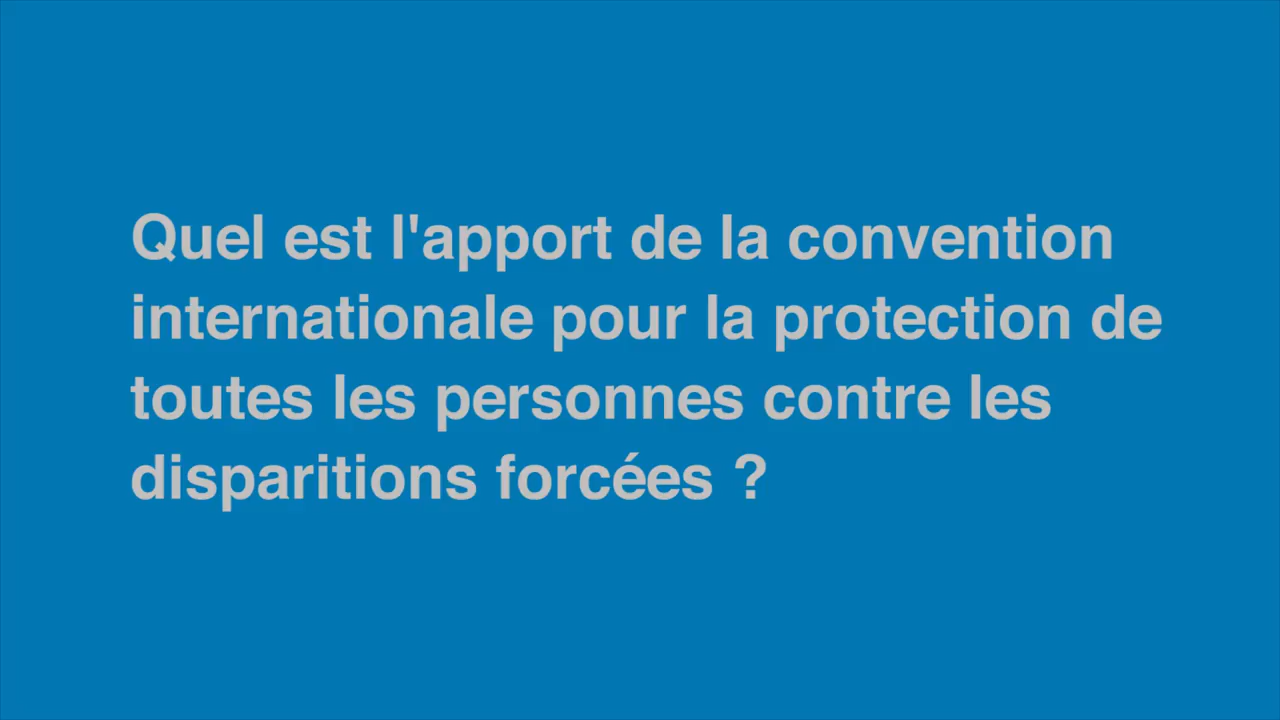 Quel est l'apport de la convention
internationale pour la protection de
toutes les personnes contre les
disparitions forcées ?